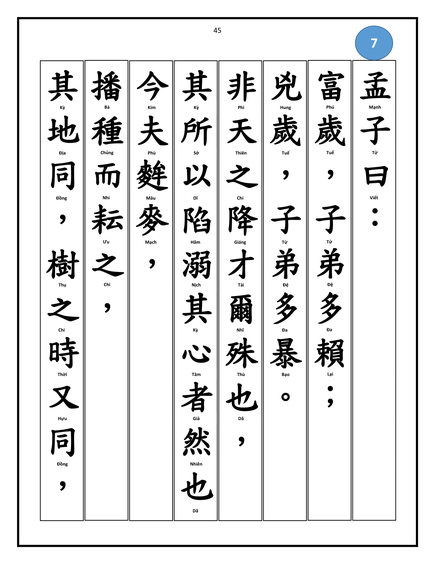 45
7
孟子曰：
Mạnh Tử Viết
富歲，子弟多賴；
Phú Tuế Tử Đệ Đa Lại
兇歲，子弟多暴。
Hung Tuế Tử Đệ Đa Bạo
非天之降才爾殊也，
Phi Thiên Chi Giáng Tài Nhĩ Thù Dã
其所以陷溺其心者然也
Kỳ Sở Dĩ Hãm Nịch Kỳ Tâm Giả Nhiên Dã
今夫麰麥，
Kim Phù Mâu Mạch
播種而耘之，
Bá Chủng Nhi Ưu Chi
其地同，樹之時又同，
Kỳ Địa Đồng Thụ Chi Thời Hựu Đồng